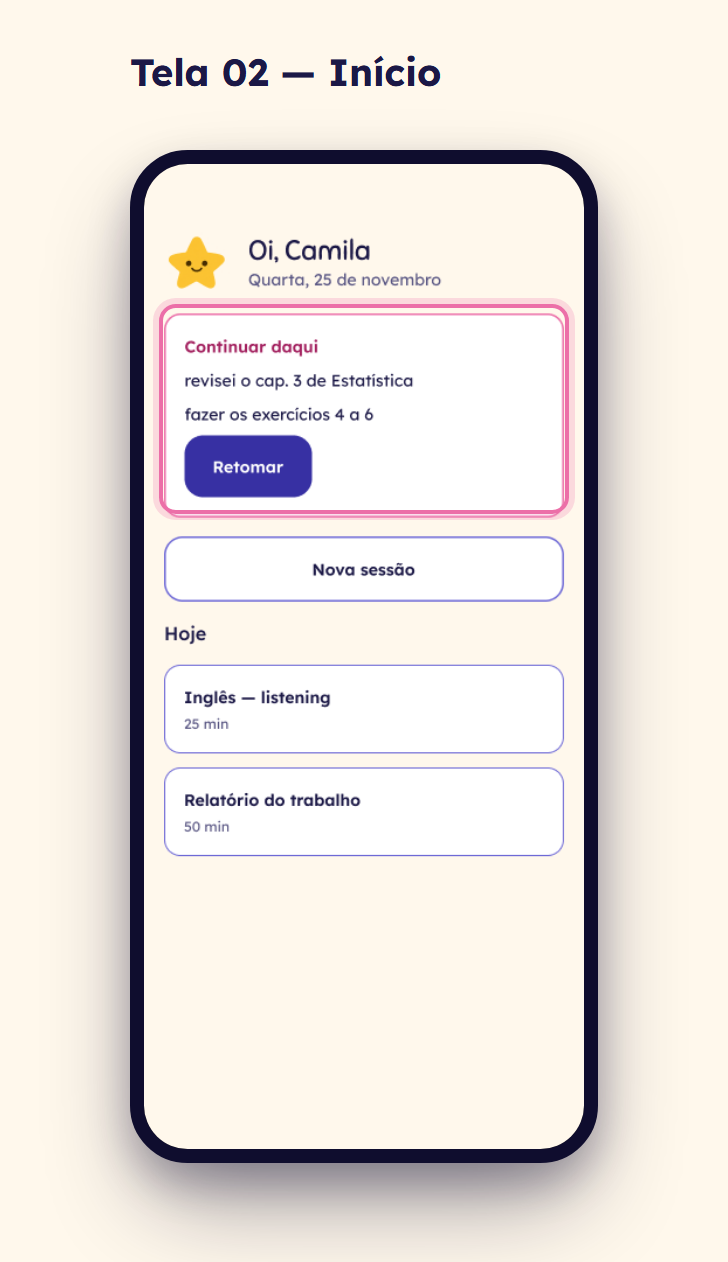 Tela 02 — Início
Oi, Camila
Quarta, 25 de novembro
Continuar daqui
revisei o cap. 3 de Estatística
fazer os exercícios 4 a 6
Retomar
Nova sessão
Hoje
Inglês — listening
25 min
Relatório do trabalho
50 min